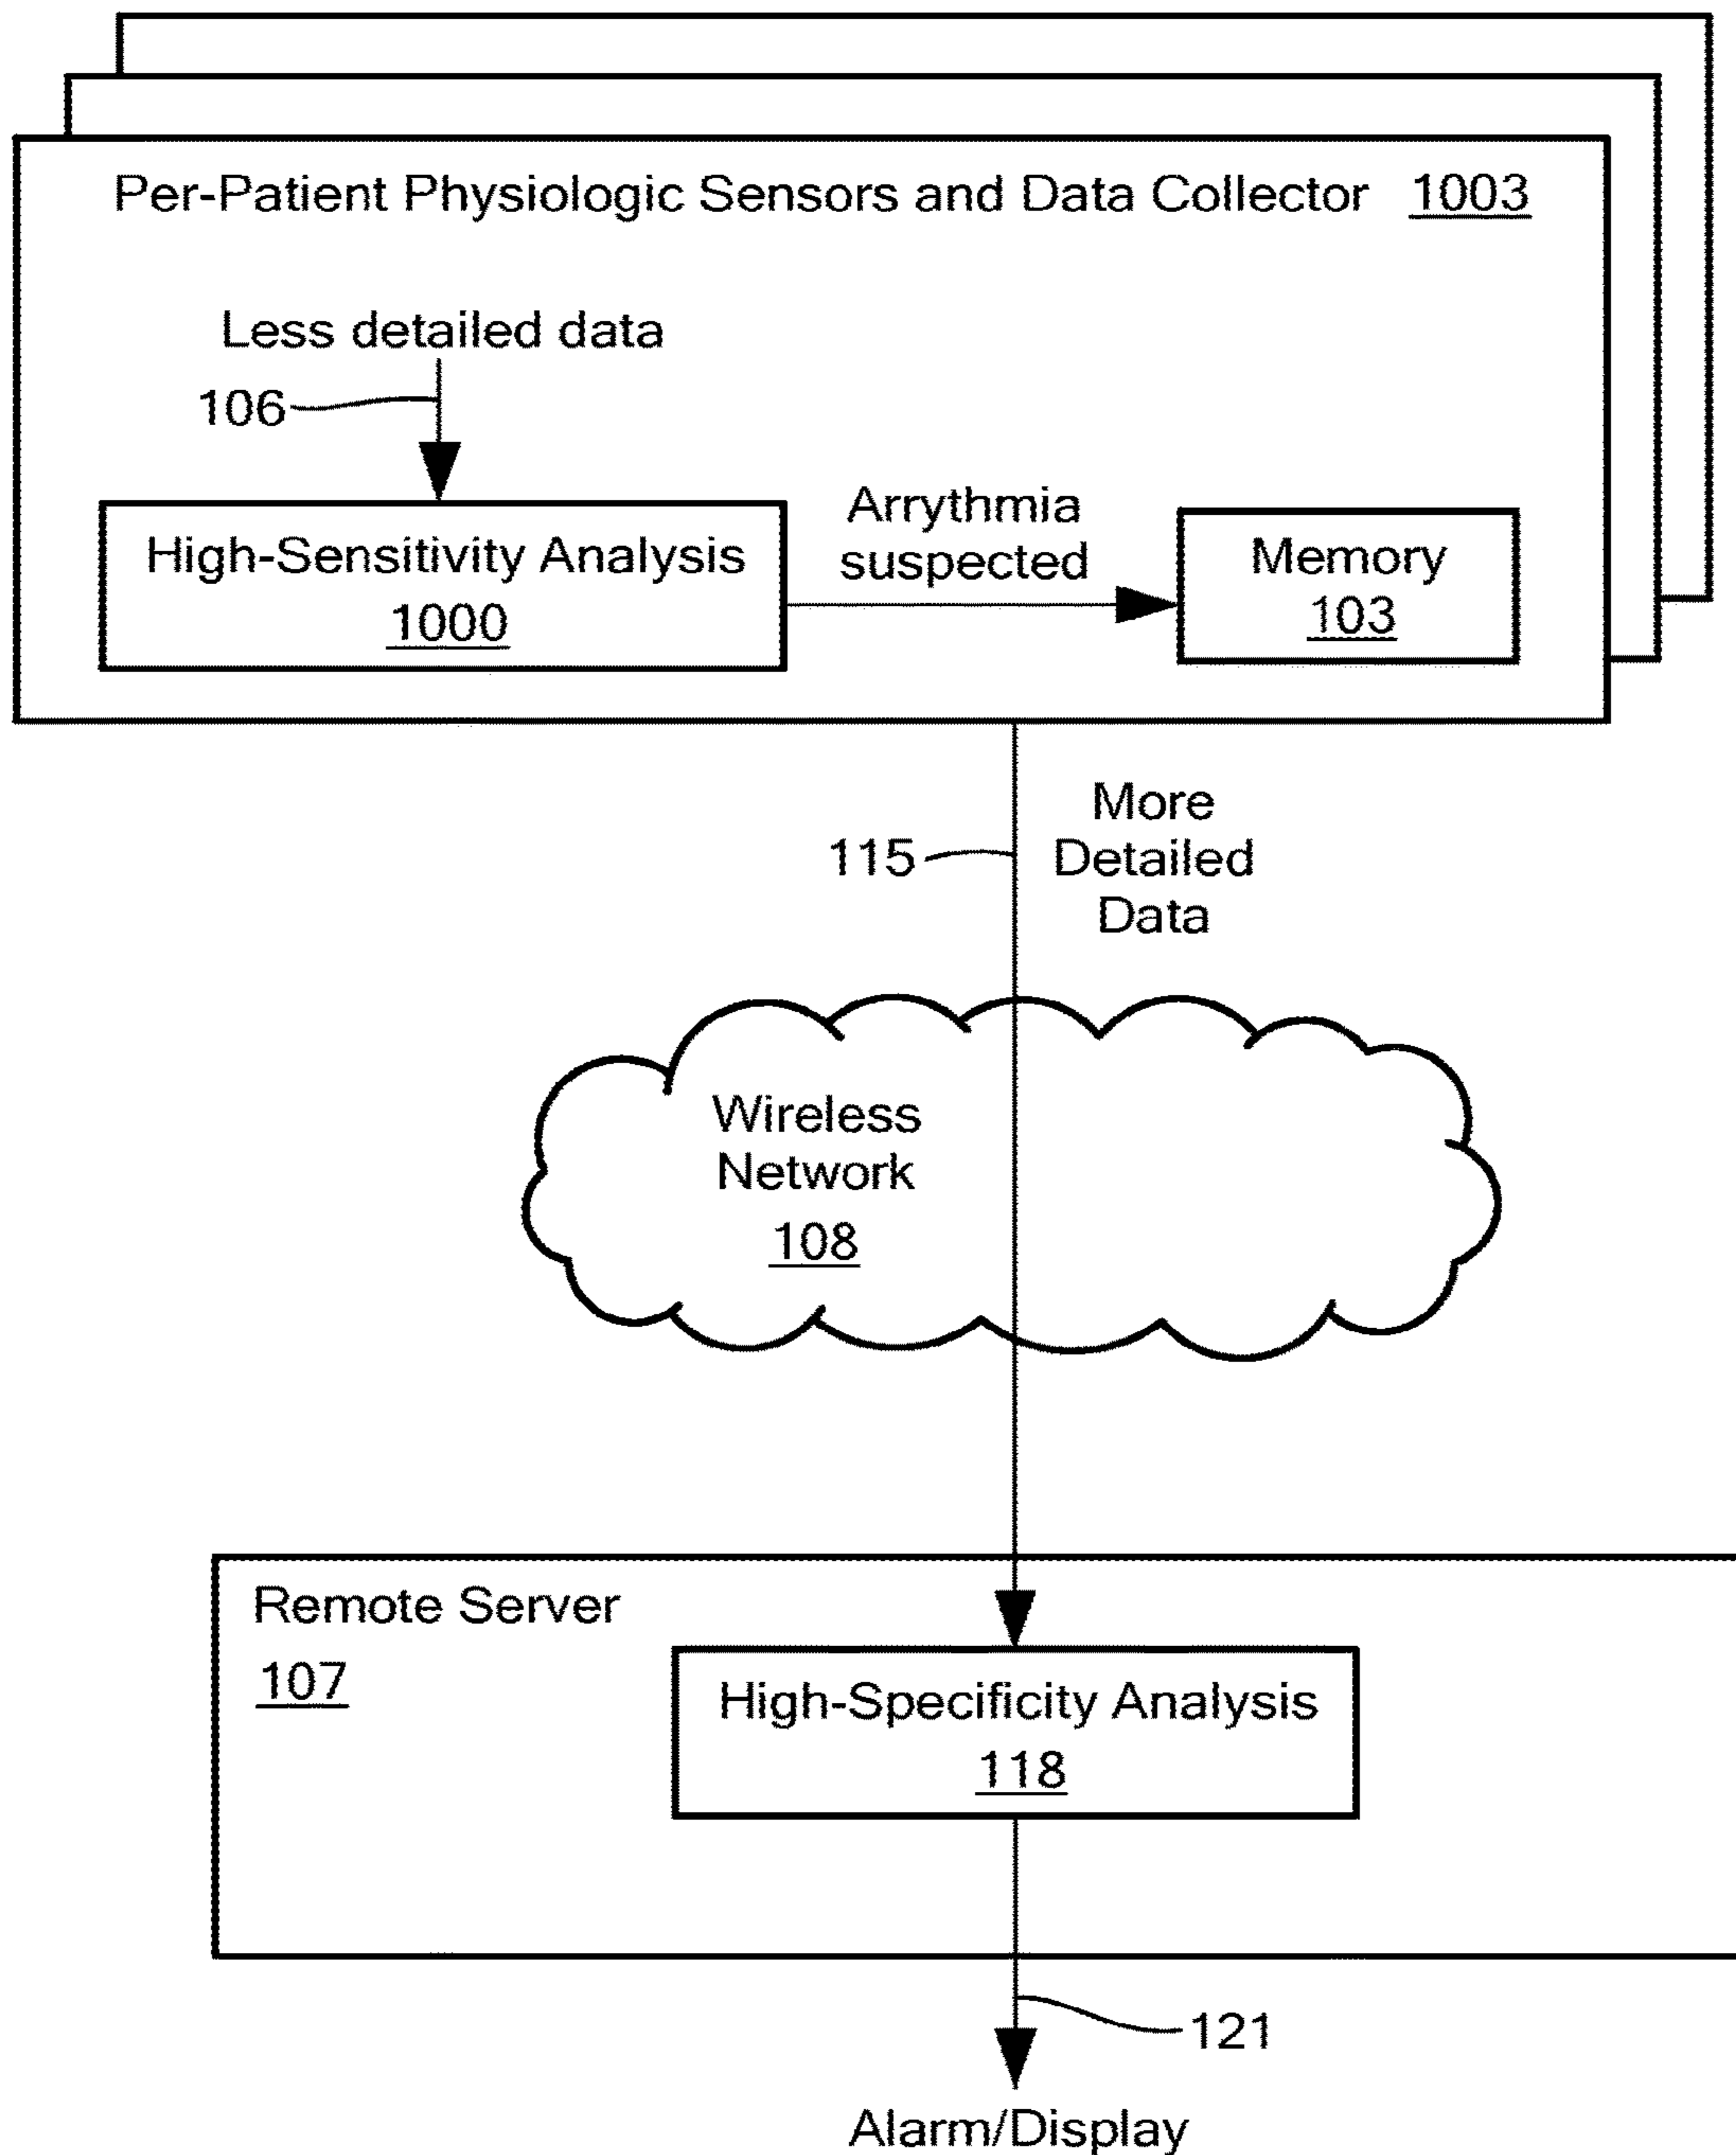 Per-Patient Physiologic Sensors and Data Collector 1003
Less detailed data
106
High-Sensitivity Analysis
1000
Arrythmia
suspected
Memory
103
115
More
Detailed
Data
Wireless
Network
108
Remote Server
107
High-Specificity Analysis
118
121
Alarm/Display